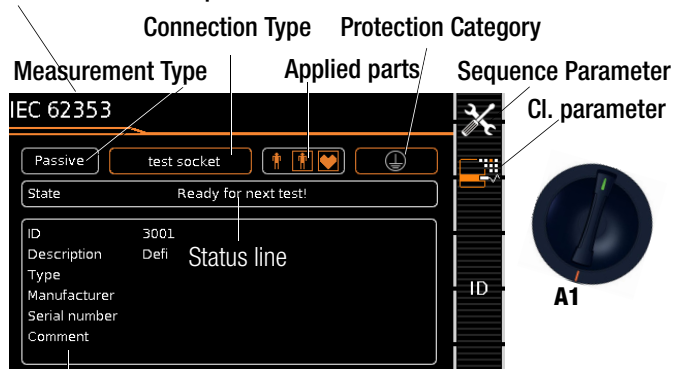 Connection Type Protection Category
Measurement Type Applied parts Sequence Parameter
IEC 62353 Cl. parameter
Passive test socket
State Ready for next test!
ID 3001
Description Defi Status line
Type
Manufacturer
Serial number
Comment
ID
A1